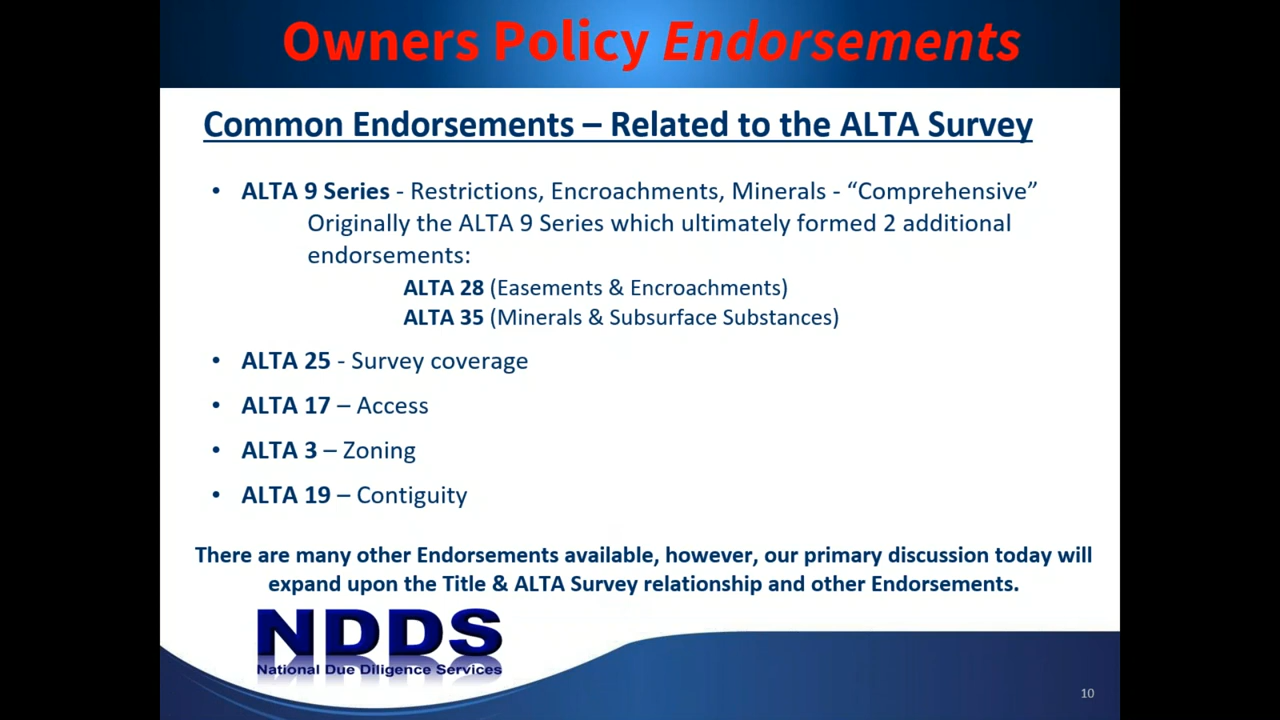 Owners Policy Endorsements
Common Endorsements – Related to the ALTA Survey
• ALTA 9 Series - Restrictions, Encroachments, Minerals - “Comprehensive”
Originally the ALTA 9 Series which ultimately formed 2 additional
endorsements:
ALTA 28 (Easements & Encroachments)
ALTA 35 (Minerals & Subsurface Substances)
• ALTA 25 - Survey coverage
• ALTA 17 – Access
• ALTA 3 – Zoning
• ALTA 19 – Contiguity
There are many other Endorsements available, however, our primary discussion today will
expand upon the Title & ALTA Survey relationship and other Endorsements.
NDDS
National Due Diligence Services
10